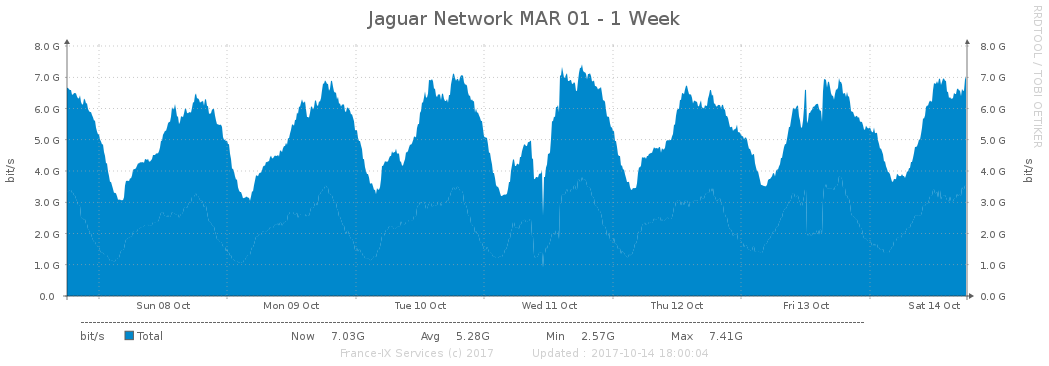 Jaguar Network MAR 01 - 1 Week
RRDTOOL / TOBI OETIKER
bit/s
bit/s
8.0 G 8.0 G
7.0 G 7.0 G
6.0 G 6.0 G
5.0 G 5.0 G
4.0 G 4.0 G
3.0 G 3.0 G
2.0 G 2.0 G
1.0 G 1.0 G
0.0 0.0 G
Sun 08 Oct Mon 09 Oct Tue 10 Oct Wed 11 Oct Thu 12 Oct Fri 13 Oct Sat 14 Oct
bit/s Total Now 7.03G Avg 5.28G Min 2.57G Max 7.41G
France-IX Services (c) 2017 Updated : 2017-10-14 18:00:04